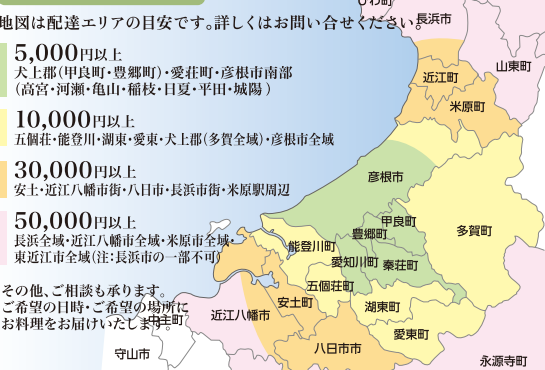 地図は配達エリアの目安です。詳しくはお問い合せください。
5,000円以上
犬上郡(甲良町・豊郷町)・愛荘町・彦根市南部
(高宮・河瀬・亀山・稲枝・日夏・平田・城陽)
10,000円以上
五個荘・能登川・湖東・愛東・犬上郡(多賀全域)・彦根市全域
30,000円以上
安土・近江八幡市街・八日市・長浜市街・米原駅周辺
50,000円以上
長浜全域・近江八幡市全域・米原市全域・
東近江市全域(注:長浜市の一部不可)
その他、ご相談も承ります。
ご希望の日時・ご希望の場所に
お料理をお届けいたします。
長浜市
山東町
近江町
米原町
彦根市
甲良町
豊郷町
多賀町
能登川町
愛知川町
秦荘町
五個荘町
安土町
湖東町
近江八幡市
愛東町
中主町
八日市市
守山市
永源寺町